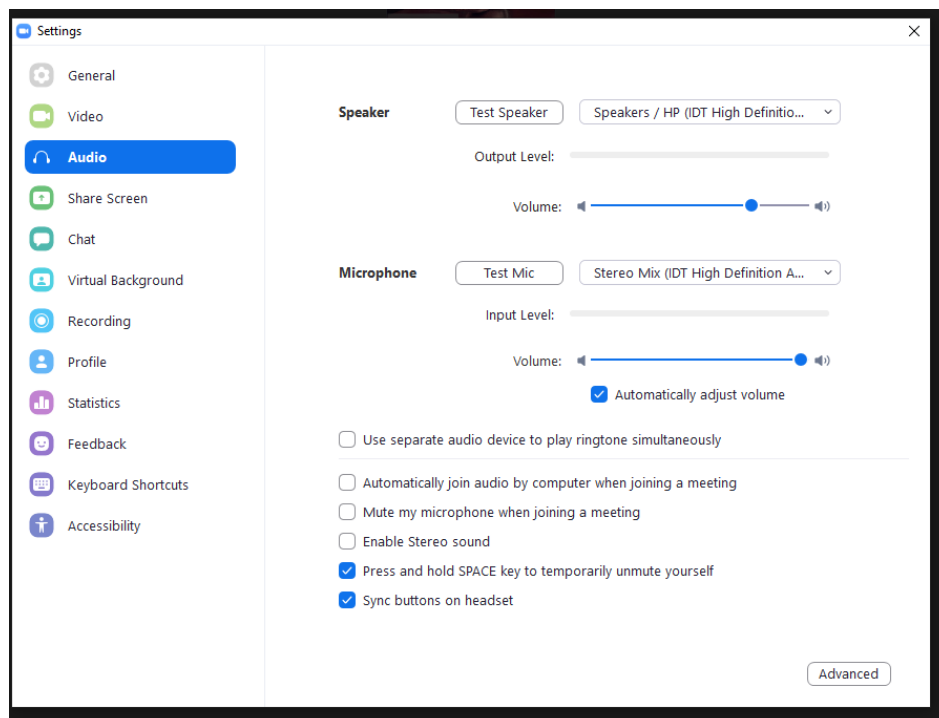 Settings
General
Video
Audio
Share Screen
Chat
Virtual Background
Recording
Profile
Statistics
Feedback
Keyboard Shortcuts
Accessibility
Speaker Test Speaker Speakers / HP (IDT High Definitio...
Output Level:
Volume:
Microphone Test Mic Stereo Mix (IDT High Definition A...
Input Level:
Volume:
Automatically adjust volume
Use separate audio device to play ringtone simultaneously
Automatically join audio by computer when joining a meeting
Mute my microphone when joining a meeting
Enable Stereo sound
Press and hold SPACE key to temporarily unmute yourself
Sync buttons on headset
Advanced